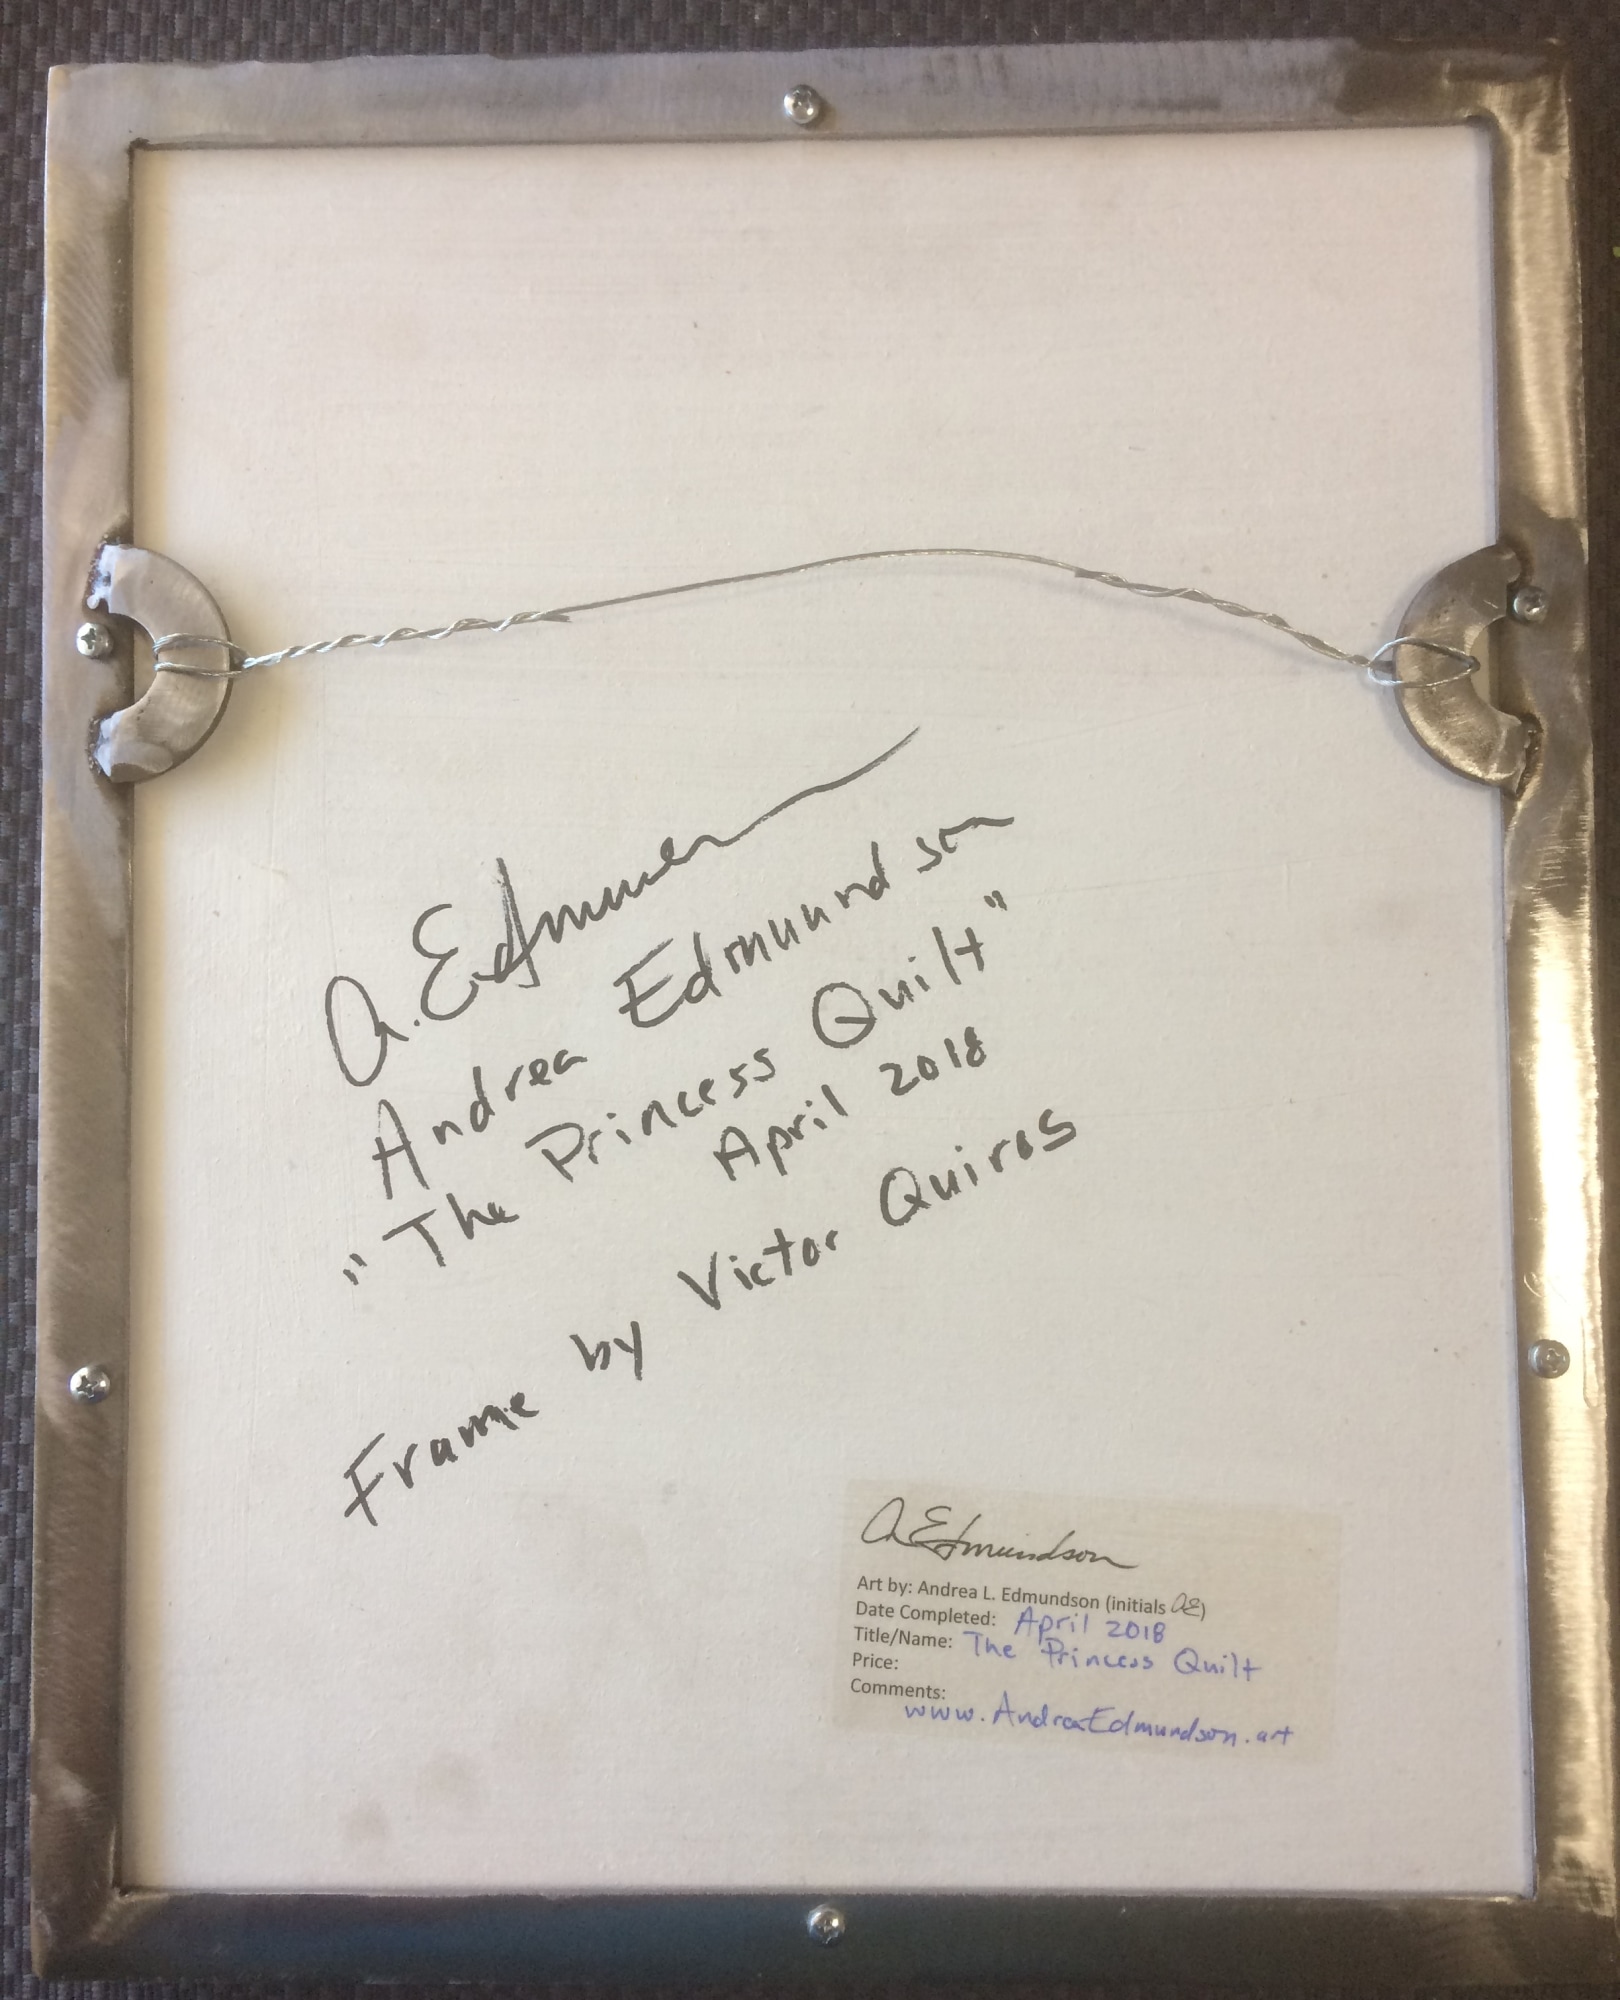 A. Edmundson
Andrea Edmundson
"The Princess Quilt"
April 2018
Frame by Victor Quiros
A Edmundson
Art by: Andrea L. Edmundson (initials AE)
Date Completed: April 2018
Title/Name: The Princess Quilt
Price:
Comments:
www.AndreaEdmundson.art